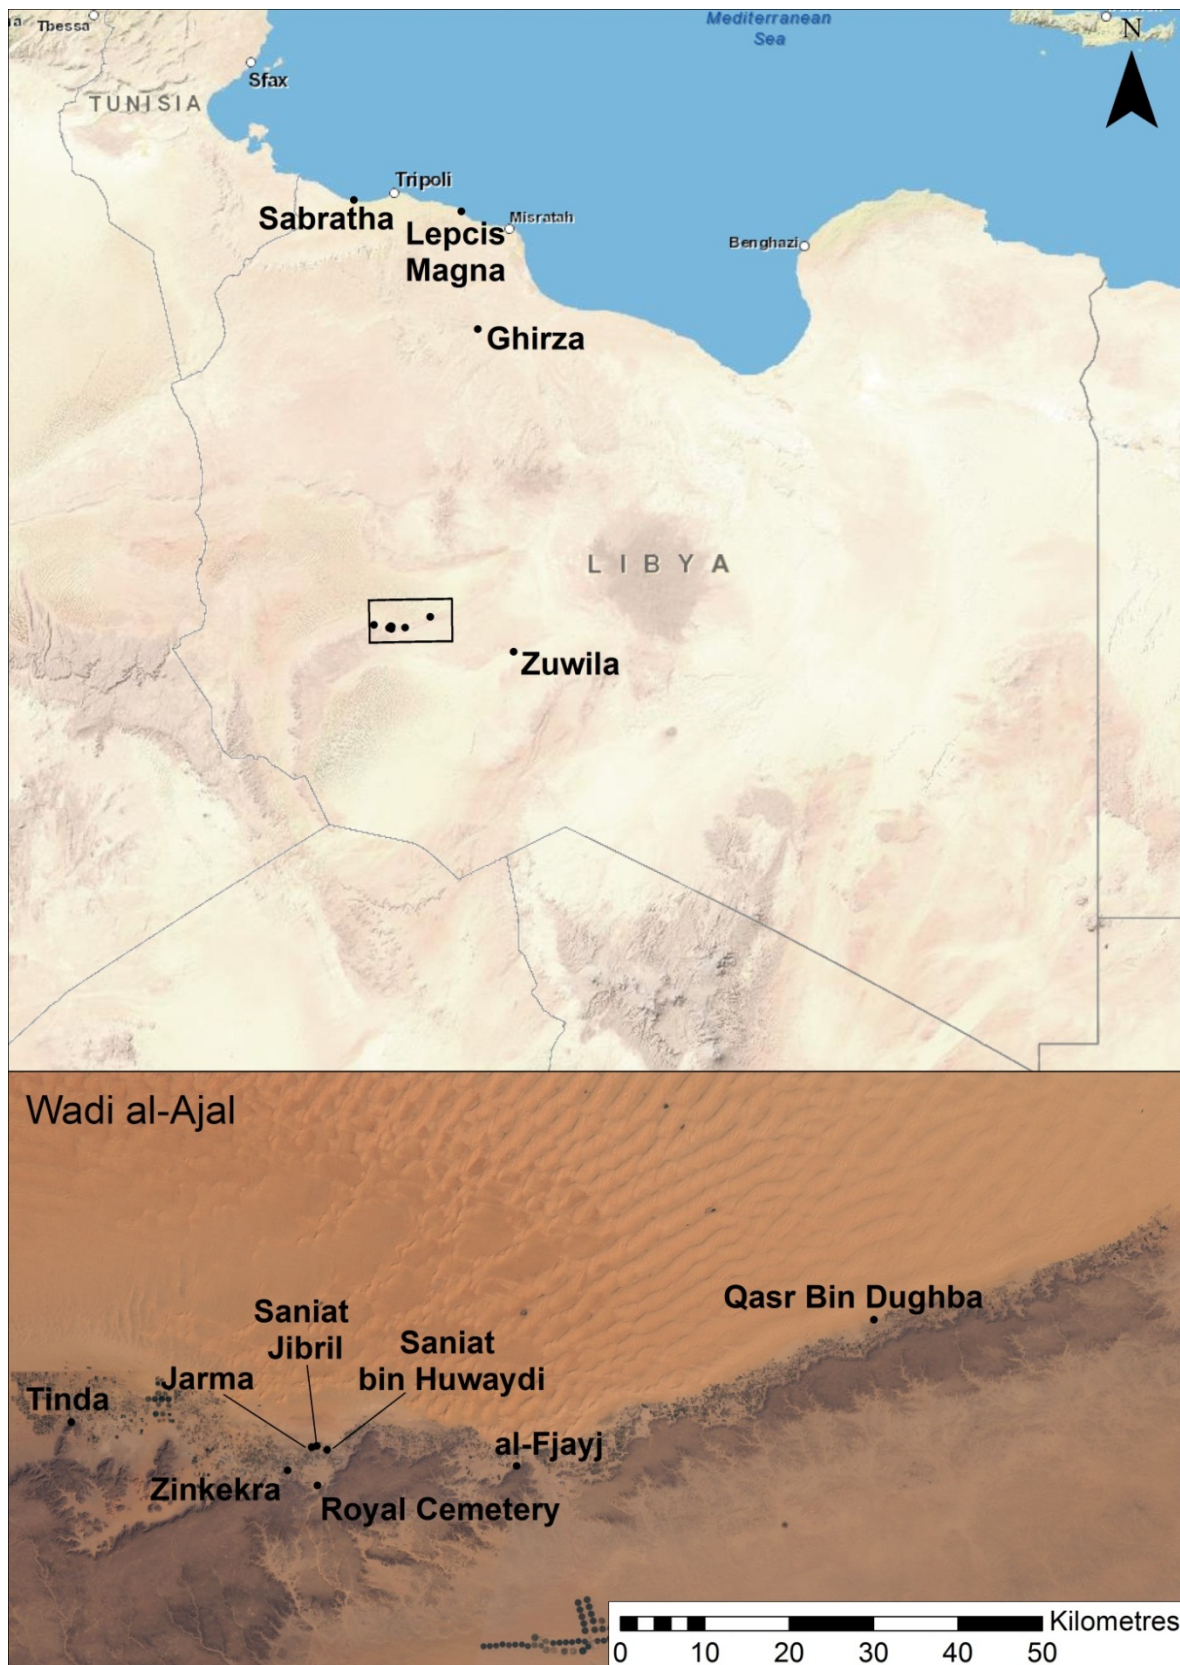 Mediterranean
Sea
N
Tbessa
Sfax
TUNISIA
Tripoli
Sabratha
Lepcis
Magna
Misratah
Benghazi
Ghirza
LIBYA
Zuwila
Wadi al-Ajal
Qasr Bin Dughba
Saniat
Jibril
Saniat
bin Huwaydi
Jarma
Tinda
al-Fjayj
Zinkekra
Royal Cemetery
Kilometres
0 10 20 30 40 50